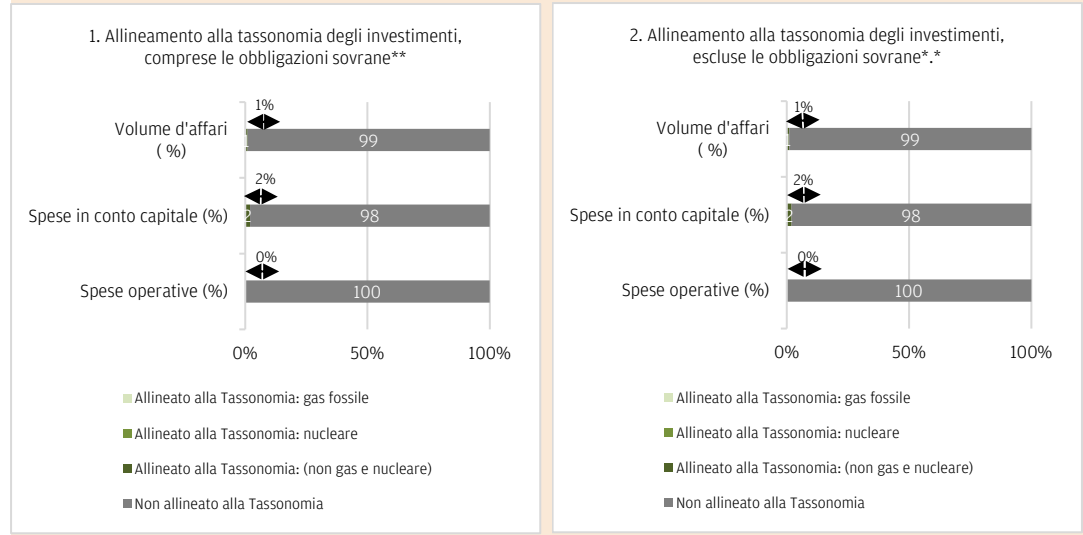 1. Allineamento alla tassonomia degli investimenti,
comprese le obbligazioni sovrane**
1%
Volume d'affari
( %)
1
99
2%
Spese in conto capitale (%)
2
98
0%
Spese operative (%)
100
0%
50%
100%
Allineato alla Tassonomia: gas fossile
Allineato alla Tassonomia: nucleare
Allineato alla Tassonomia: (non gas e nucleare)
Non allineato alla Tassonomia
2. Allineamento alla tassonomia degli investimenti,
escluse le obbligazioni sovrane*.*
1%
Volume d'affari
( %)
1
99
2%
Spese in conto capitale (%)
2
98
0%
Spese operative (%)
100
0%
50%
100%
Allineato alla Tassonomia: gas fossile
Allineato alla Tassonomia: nucleare
Allineato alla Tassonomia: (non gas e nucleare)
Non allineato alla Tassonomia